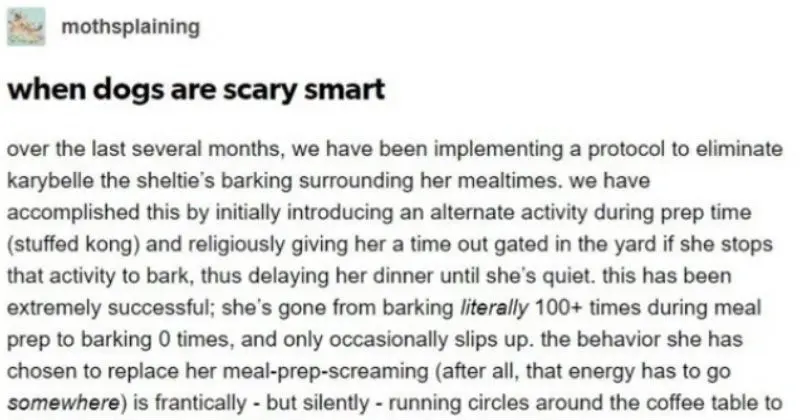 mothsplaining
when dogs are scary smart
over the last several months, we have been implementing a protocol to eliminate
karybelle the sheltie's barking surrounding her mealtimes. we have
accomplished this by initially introducing an alternate activity during prep time
(stuffed kong) and religiously giving her a time out gated in the yard if she stops
that activity to bark, thus delaying her dinner until she's quiet. this has been
extremely successful; she's gone from barking literally 100+ times during meal
prep to barking 0 times, and only occasionally slips up. the behavior she has
chosen to replace her meal-prep-screaming (after all, that energy has to go
somewhere) is frantically - but silently - running circles around the coffee table to